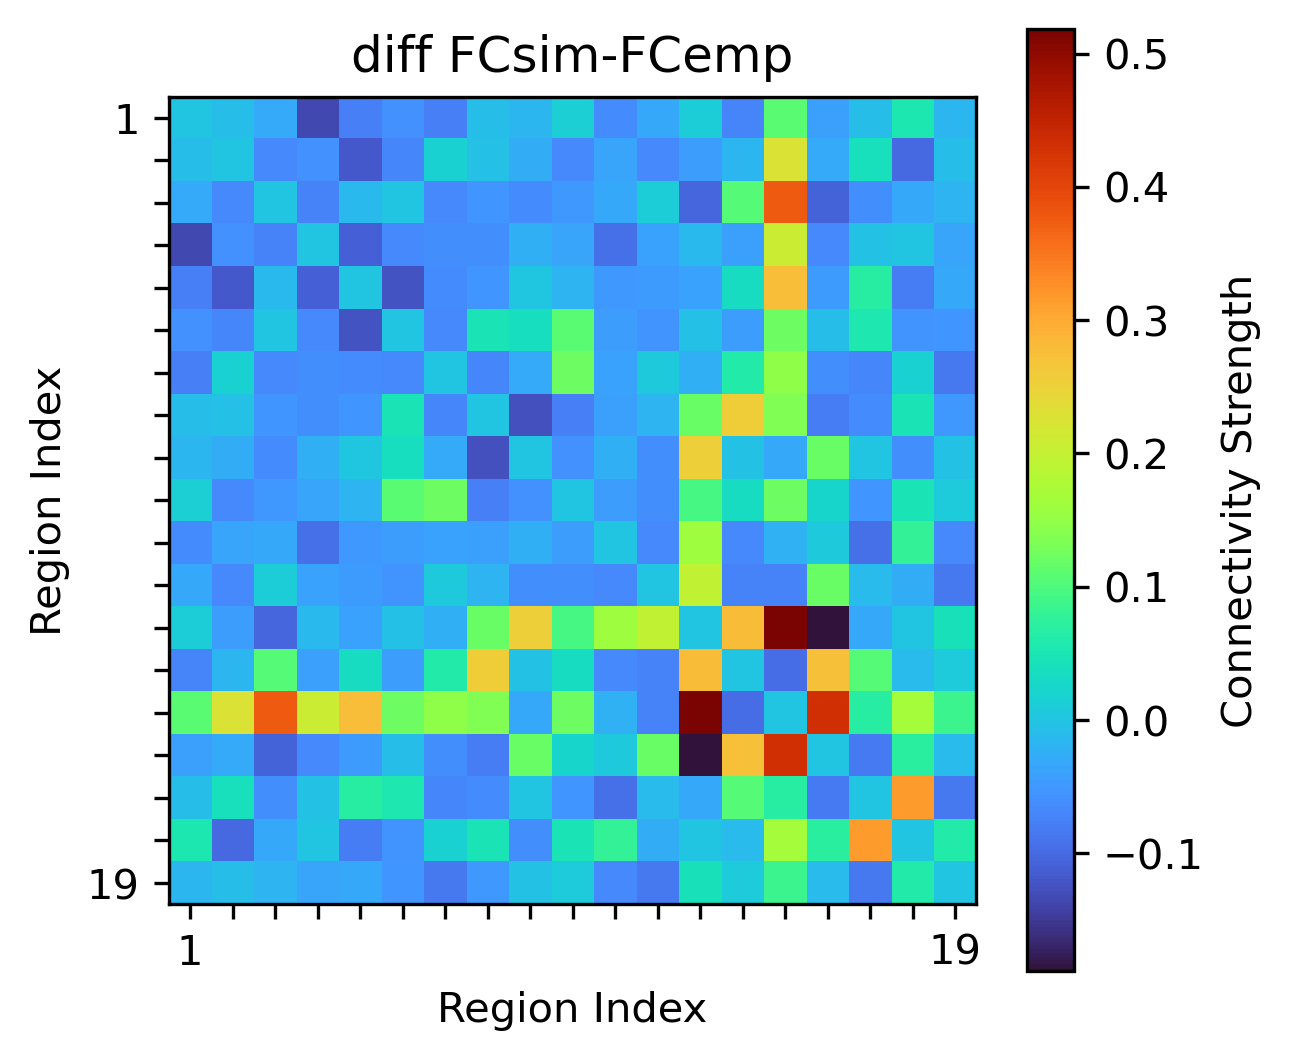 diff FCsim-FCemp
1
19
1
19
Region Index
Region Index
0.5
0.4
0.3
0.2
0.1
0.0
−0.1
Connectivity Strength